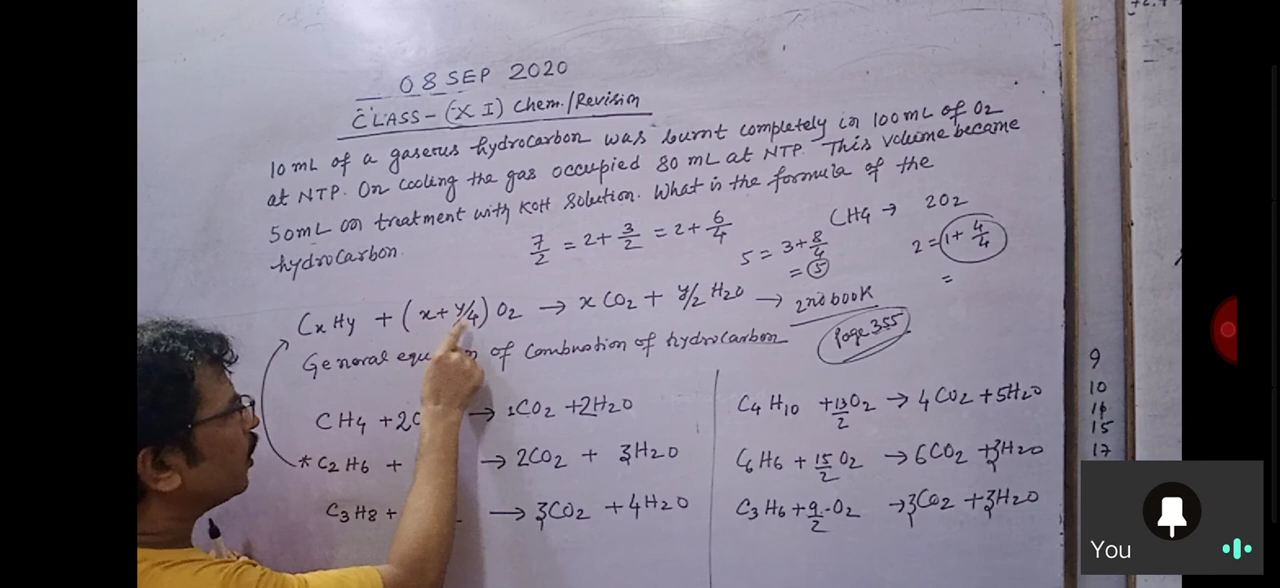 08 SEP 2020
CLASS - (XI) Chem./Revision
10 mL of a gaseous hydrocarbon was burnt completely in 100 mL of O2
at NTP. On cooling the gas occupied 80 mL at NTP. This volume became
50 mL on treatment with KOH Solution. What is the formula of the
hydrocarbon.
7/2 = 2 + 3/2 = 2 + 6/4
5 = 3 + 8/4
= 5
CH4 → 2O2
2 = 1 + 4/4
=
CxHy + (x + y/4) O2 → x CO2 + y/2 H2O → 2nd book
Page 355
General equ of Combustion of hydrocarbon
CH4 + 2 → 1CO2 + 2H2O
* C2H6 + → 2CO2 + 3H2O
C3H8 + → 3CO2 + 4H2O
C4H10 + 13/2 O2 → 4CO2 + 5H2O
C6H6 + 15/2 O2 → 6CO2 + 3H2O
C3H6 + 9/2 O2 → 3CO2 + 3H2O
9
10
15
17
You